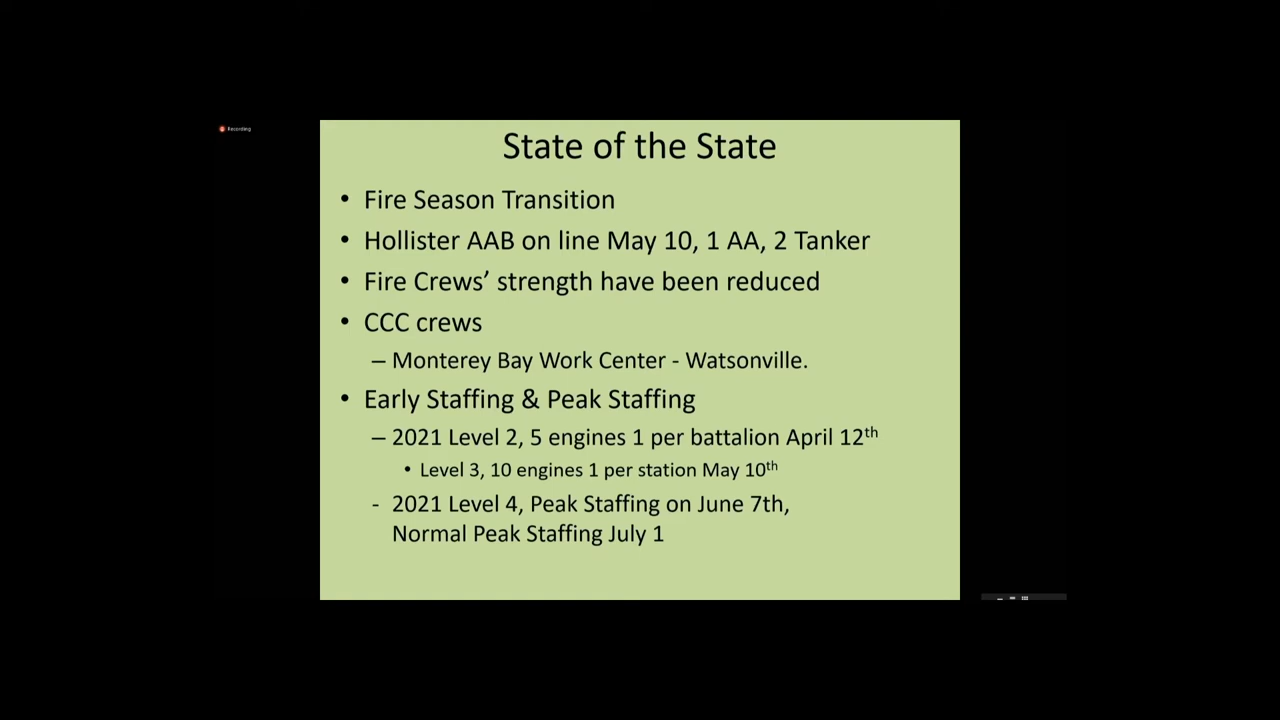 Recording
State of the State
• Fire Season Transition
• Hollister AAB on line May 10, 1 AA, 2 Tanker
• Fire Crews’ strength have been reduced
• CCC crews
– Monterey Bay Work Center - Watsonville.
• Early Staffing & Peak Staffing
– 2021 Level 2, 5 engines 1 per battalion April 12th
• Level 3, 10 engines 1 per station May 10th
- 2021 Level 4, Peak Staffing on June 7th,
Normal Peak Staffing July 1